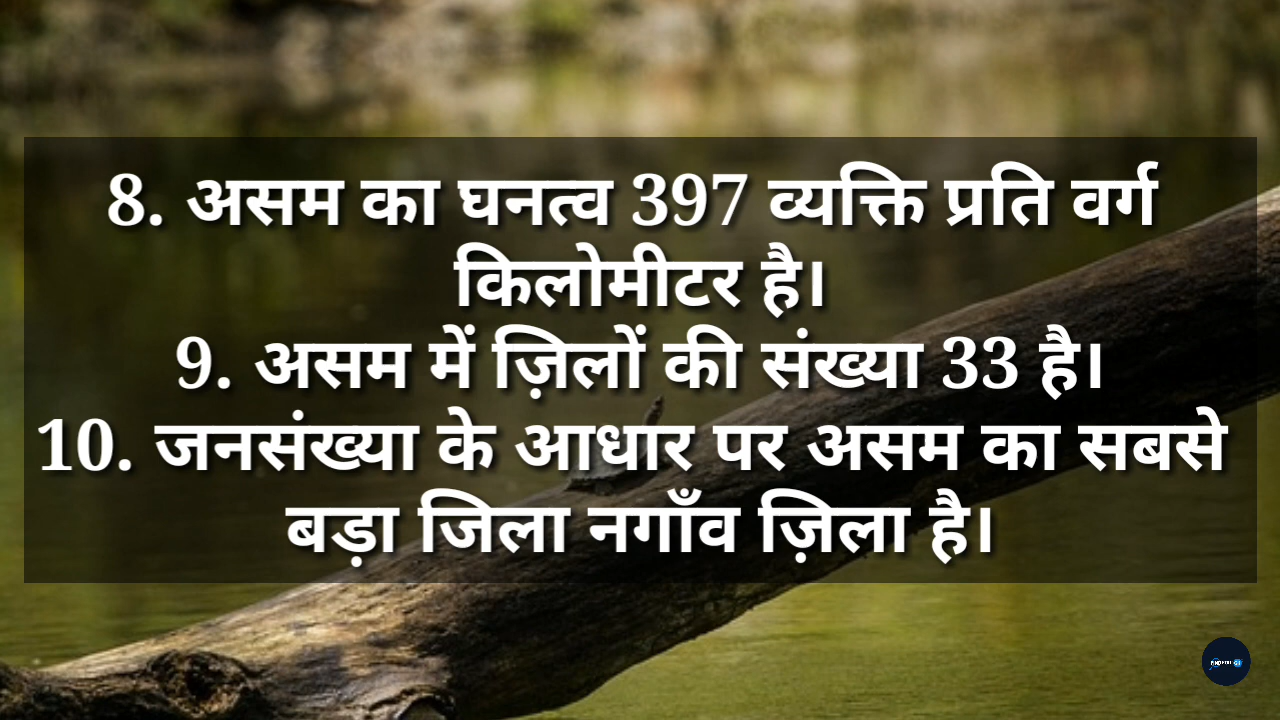 8. असम का घनत्व 397 व्यक्ति प्रति वर्ग
किलोमीटर है।
9. असम में ज़िलों की संख्या 33 है।
10. जनसंख्या के आधार पर असम का सबसे
बड़ा जिला नगाँव ज़िला है।